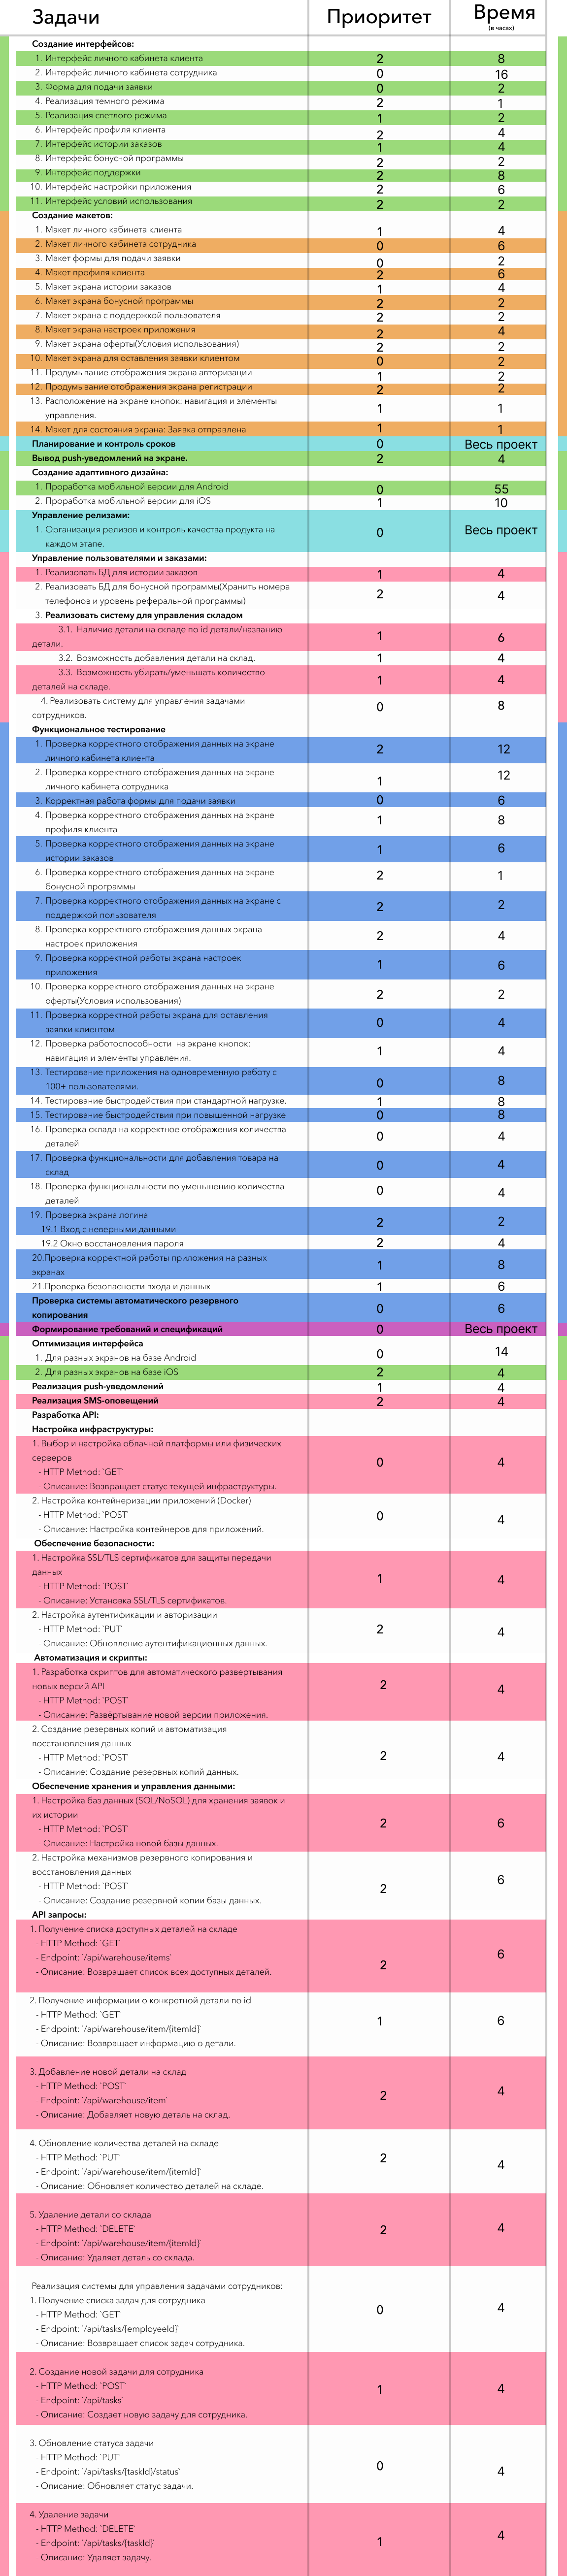 Задачи Приоритет Время
(в часах)
Создание интерфейсов:
1. Интерфейс личного кабинета клиента 2 8
2. Интерфейс личного кабинета сотрудника 0 16
3. Форма для подачи заявки 0 2
4. Реализация темного режима 2 1
5. Реализация светлого режима 1 2
6. Интерфейс профиля клиента 2 4
7. Интерфейс истории заказов 1 4
8. Интерфейс бонусной программы 2 2
9. Интерфейс поддержки 2 8
10. Интерфейс настройки приложения 2 6
11. Интерфейс условий использования 2 2
Создание макетов:
1. Макет личного кабинета клиента 1 4
2. Макет личного кабинета сотрудника 0 6
3. Макет формы для подачи заявки 0 2
4. Макет профиля клиента 2 6
5. Макет экрана истории заказов 1 4
6. Макет экрана бонусной программы 2 2
7. Макет экрана с поддержкой пользователя 2 2
8. Макет экрана настроек приложения 2 4
9. Макет экрана оферты(Условия использования) 2 2
10. Макет экрана для оставления заявки клиентом 0 2
11. Продумывание отображения экрана авторизации 1 2
12. Продумывание отображения экрана регистрации 2 2
13. Расположение на экране кнопок: навигация и элементы
управления. 1 1
14. Макет для состояния экрана: Заявка отправлена 1 1
Планирование и контроль сроков 0 Весь проект
Вывод push-уведомлений на экране. 2 4
Создание адаптивного дизайна:
1. Проработка мобильной версии для Android 0 55
2. Проработка мобильной версии для iOS 1 10
Управление релизами:
1. Организация релизов и контроль качества продукта на
каждом этапе. 0 Весь проект
Управление пользователями и заказами:
1. Реализовать БД для истории заказов 1 4
2. Реализовать БД для бонусной программы(Хранить номера
телефонов и уровень реферальной программы) 2 4
3. Реализовать систему для управления складом
3.1. Наличие детали на складе по id детали/названию
детали. 1 6
3.2. Возможность добавления детали на склад. 1 4
3.3. Возможность убирать/уменьшать количество
деталей на складе. 1 4
4. Реализовать систему для управления задачами
сотрудников. 0 8
Функциональное тестирование
1. Проверка корректного отображения данных на экране
личного кабинета клиента 2 12
2. Проверка корректного отображения данных на экране
личного кабинета сотрудника 1 12
3. Корректная работа формы для подачи заявки 0 6
4. Проверка корректного отображения данных на экране
профиля клиента 1 8
5. Проверка корректного отображения данных на экране
истории заказов 1 6
6. Проверка корректного отображения данных на экране
бонусной программы 2 1
7. Проверка корректного отображения данных на экране с
поддержкой пользователя 2 2
8. Проверка корректного отображения данных экрана
настроек приложения 2 4
9. Проверка корректной работы экрана настроек
приложения 1 6
10. Проверка корректного отображения данных на экране
оферты(Условия использования) 2 2
11. Проверка корректной работы экрана для оставления
заявки клиентом 0 4
12. Проверка работоспособности на экране кнопок:
навигация и элементы управления. 1 4
13. Тестирование приложения на одновременную работу с
100+ пользователями. 0 8
14. Тестирование быстродействия при стандартной нагрузке. 1 8
15. Тестирование быстродействия при повышенной нагрузке 0 8
16. Проверка склада на корректное отображения количества
деталей 0 4
17. Проверка функциональности для добавления товара на
склад 0 4
18. Проверка функциональности по уменьшению количества
деталей 0 4
19. Проверка экрана логина
19.1 Вход с неверными данными 2 2
19.2 Окно восстановления пароля 2 4
20.Проверка корректной работы приложения на разных
экранах 1 8
21.Проверка безопасности входа и данных 1 6
Проверка системы автоматического резервного
копирования 0 6
Формирование требований и спецификаций 0 Весь проект
Оптимизация интерфейса
1. Для разных экранов на базе Android 0 14
2. Для разных экранов на базе iOS 2 4
Реализация push-уведомлений 1 4
Реализация SMS-оповещений 2 4
Разработка API:
Настройка инфраструктуры:
1. Выбор и настройка облачной платформы или физических
серверов
- HTTP Method: `GET` 0 4
- Описание: Возвращает статус текущей инфраструктуры.
2. Настройка контейнеризации приложений (Docker)
- HTTP Method: `POST` 0 4
- Описание: Настройка контейнеров для приложений.
Обеспечение безопасности:
1. Настройка SSL/TLS сертификатов для защиты передачи
данных
- HTTP Method: `POST` 1 4
- Описание: Установка SSL/TLS сертификатов.
2. Настройка аутентификации и авторизации
- HTTP Method: `PUT` 2 4
- Описание: Обновление аутентификационных данных.
Автоматизация и скрипты:
1. Разработка скриптов для автоматического развертывания
новых версий API 2 4
- HTTP Method: `POST`
- Описание: Развёртывание новой версии приложения.
2. Создание резервных копий и автоматизация
восстановления данных
- HTTP Method: `POST` 2 4
- Описание: Создание резервных копий данных.
Обеспечение хранения и управления данными:
1. Настройка баз данных (SQL/NoSQL) для хранения заявок и
их истории
- HTTP Method: `POST` 2 6
- Описание: Настройка новой базы данных.
2. Настройка механизмов резервного копирования и
восстановления данных
- HTTP Method: `POST` 2 6
- Описание: Создание резервной копии базы данных.
API запросы:
1. Получение списка доступных деталей на складе
- HTTP Method: `GET`
- Endpoint: `/api/warehouse/items` 2 6
- Описание: Возвращает список всех доступных деталей.
2. Получение информации о конкретной детали по id
- HTTP Method: `GET` 1 6
- Endpoint: `/api/warehouse/item/{itemId}`
- Описание: Возвращает информацию о детали.
3. Добавление новой детали на склад
- HTTP Method: `POST` 2 4
- Endpoint: `/api/warehouse/item`
- Описание: Добавляет новую деталь на склад.
4. Обновление количества деталей на складе
- HTTP Method: `PUT` 2 4
- Endpoint: `/api/warehouse/item/{itemId}`
- Описание: Обновляет количество деталей на складе.
5. Удаление детали со склада
- HTTP Method: `DELETE` 2 4
- Endpoint: `/api/warehouse/item/{itemId}`
- Описание: Удаляет деталь со склада.
Реализация системы для управления задачами сотрудников:
1. Получение списка задач для сотрудника
- HTTP Method: `GET` 0 4
- Endpoint: `/api/tasks/{employeeId}`
- Описание: Возвращает список задач сотрудника.
2. Создание новой задачи для сотрудника
- HTTP Method: `POST` 1 4
- Endpoint: `/api/tasks`
- Описание: Создает новую задачу для сотрудника.
3. Обновление статуса задачи
- HTTP Method: `PUT` 0 4
- Endpoint: `/api/tasks/{taskId}/status`
- Описание: Обновляет статус задачи.
4. Удаление задачи
- HTTP Method: `DELETE` 1 4
- Endpoint: `/api/tasks/{taskId}`
- Описание: Удаляет задачу.